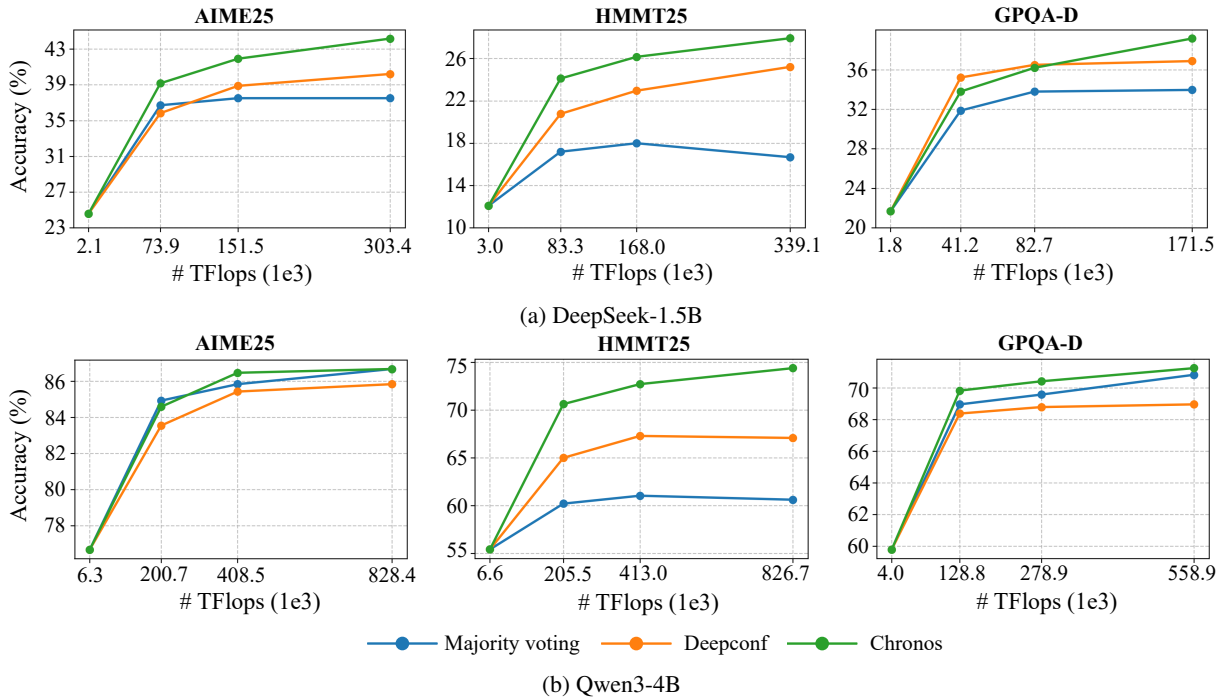 AIME25 HMMT25 GPQA-D
Accuracy (%)
43
39
35
31
27
23
2.1 73.9 151.5 303.4
# TFlops (1e3)
26
22
18
14
10
3.0 83.3 168.0 339.1
# TFlops (1e3)
36
32
28
24
20
1.8 41.2 82.7 171.5
# TFlops (1e3)
(a) DeepSeek-1.5B
AIME25 HMMT25 GPQA-D
Accuracy (%)
86
84
82
80
78
6.3 200.7 408.5 828.4
# TFlops (1e3)
75
70
65
60
55
6.6 205.5 413.0 826.7
# TFlops (1e3)
70
68
66
64
62
60
4.0 128.8 278.9 558.9
# TFlops (1e3)
Majority voting Deepconf Chronos
(b) Qwen3-4B